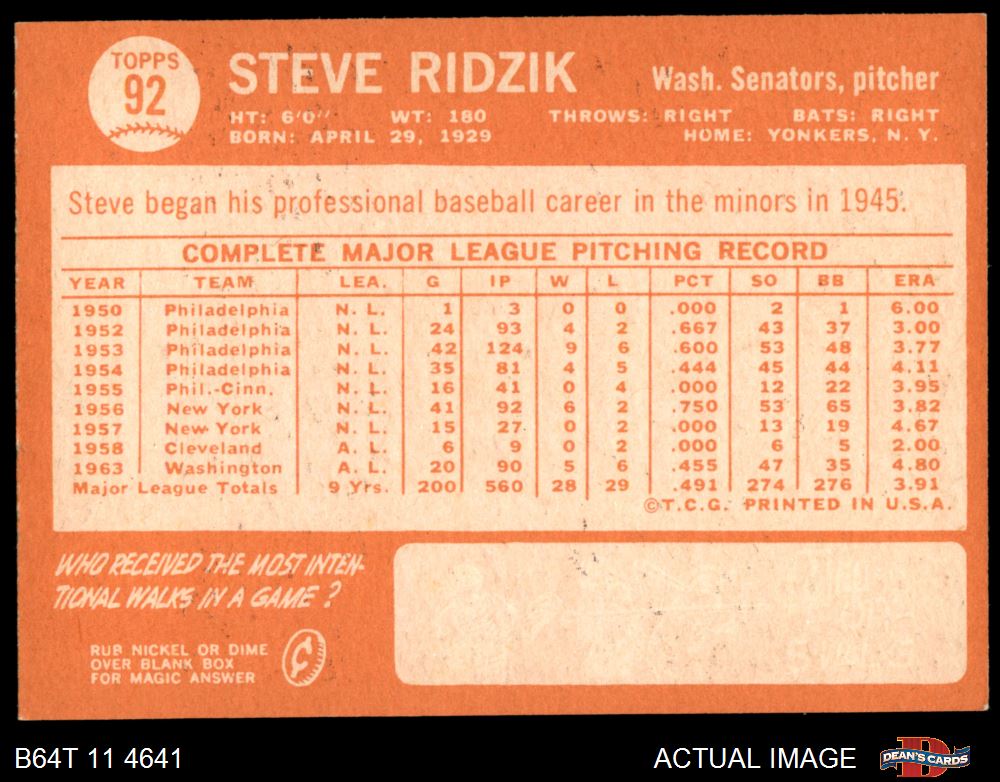 TOPPS
92
STEVE RIDZIK
Wash. Senators, pitcher
HT: 6'0" WT: 180 THROWS: RIGHT BATS: RIGHT
BORN: APRIL 29, 1929 HOME: YONKERS, N. Y.
Steve began his professional baseball career in the minors in 1945.
COMPLETE MAJOR LEAGUE PITCHING RECORD
YEAR TEAM LEA. G IP W L PCT SO BB ERA
1950 Philadelphia N. L. 1 3 0 0 .000 2 1 6.00
1952 Philadelphia N. L. 24 93 4 2 .667 43 37 3.00
1953 Philadelphia N. L. 42 124 9 6 .600 53 48 3.77
1954 Philadelphia N. L. 35 81 4 5 .444 45 44 4.11
1955 Phil.-Cinn. N. L. 16 41 0 4 .000 12 22 3.95
1956 New York N. L. 41 92 6 2 .750 53 65 3.82
1957 New York N. L. 15 27 0 2 .000 13 19 4.67
1958 Cleveland A. L. 6 9 0 2 .000 6 5 2.00
1963 Washington A. L. 20 90 5 6 .455 47 35 4.80
Major League Totals 9 Yrs. 200 560 28 29 .491 274 276 3.91
©T.C.G. PRINTED IN U.S.A.
WHO RECEIVED THE MOST INTEN-
TIONAL WALKS IN A GAME?
RUB NICKEL OR DIME
OVER BLANK BOX
FOR MAGIC ANSWER
¢
B64T 11 4641
ACTUAL IMAGE
DEAN'S CARDS